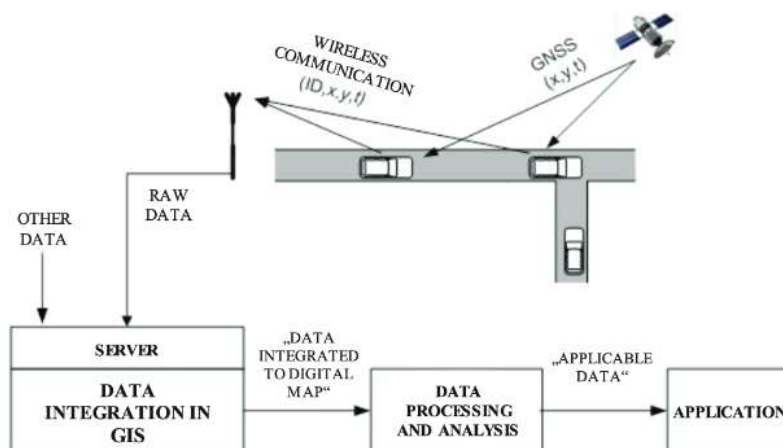 WIRELESS
COMMUNICATION
(ID,x.y,t)
GNSS
(x,y,t)
RAW
DATA
OTHER
DATA
SERVER
DATA
INTEGRATION IN
GIS
„DATA
INTEGRATED
TO DIGITAL
MAP“
DATA
PROCESSING
AND ANALYSIS
„APPLICABLE
DATA“
APPLICATION